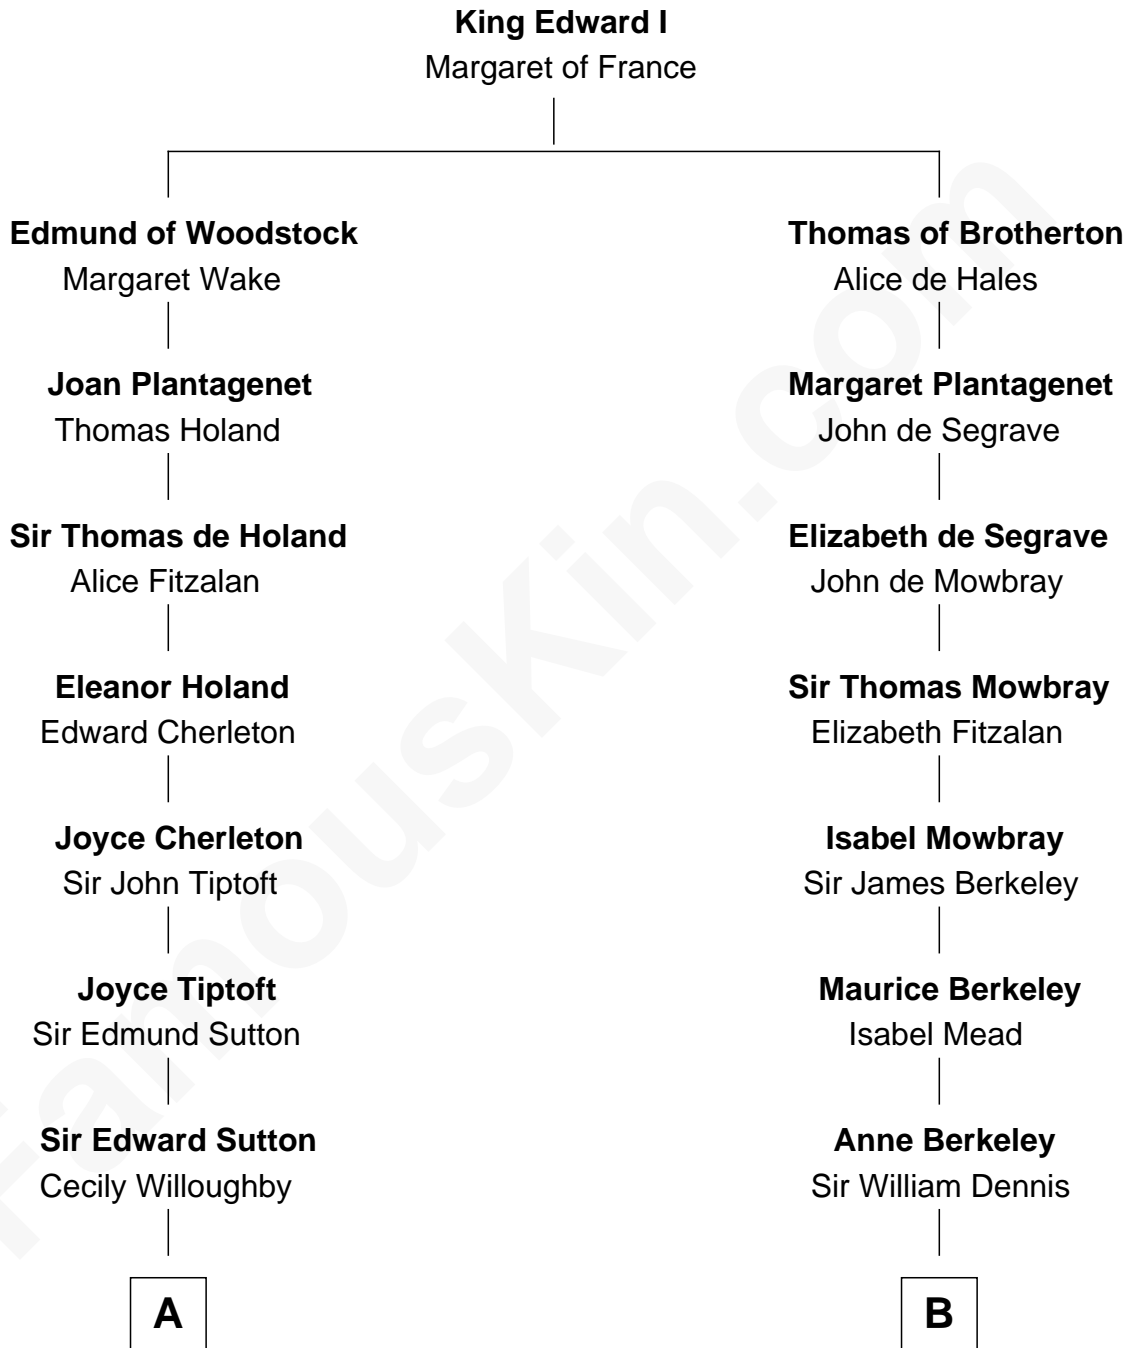 King Edward I
Margaret of France
Edmund of Woodstock
Margaret Wake
Thomas of Brotherton
Alice de Hales
Joan Plantagenet
Thomas Holand
Margaret Plantagenet
John de Segrave
Sir Thomas de Holand
Alice Fitzalan
Elizabeth de Segrave
John de Mowbray
Eleanor Holand
Edward Cherleton
Sir Thomas Mowbray
Elizabeth Fitzalan
Joyce Cherleton
Sir John Tiptoft
Isabel Mowbray
Sir James Berkeley
Joyce Tiptoft
Sir Edmund Sutton
Maurice Berkeley
Isabel Mead
Sir Edward Sutton
Cecily Willoughby
Anne Berkeley
Sir William Dennis
A
B
FamousKin.com